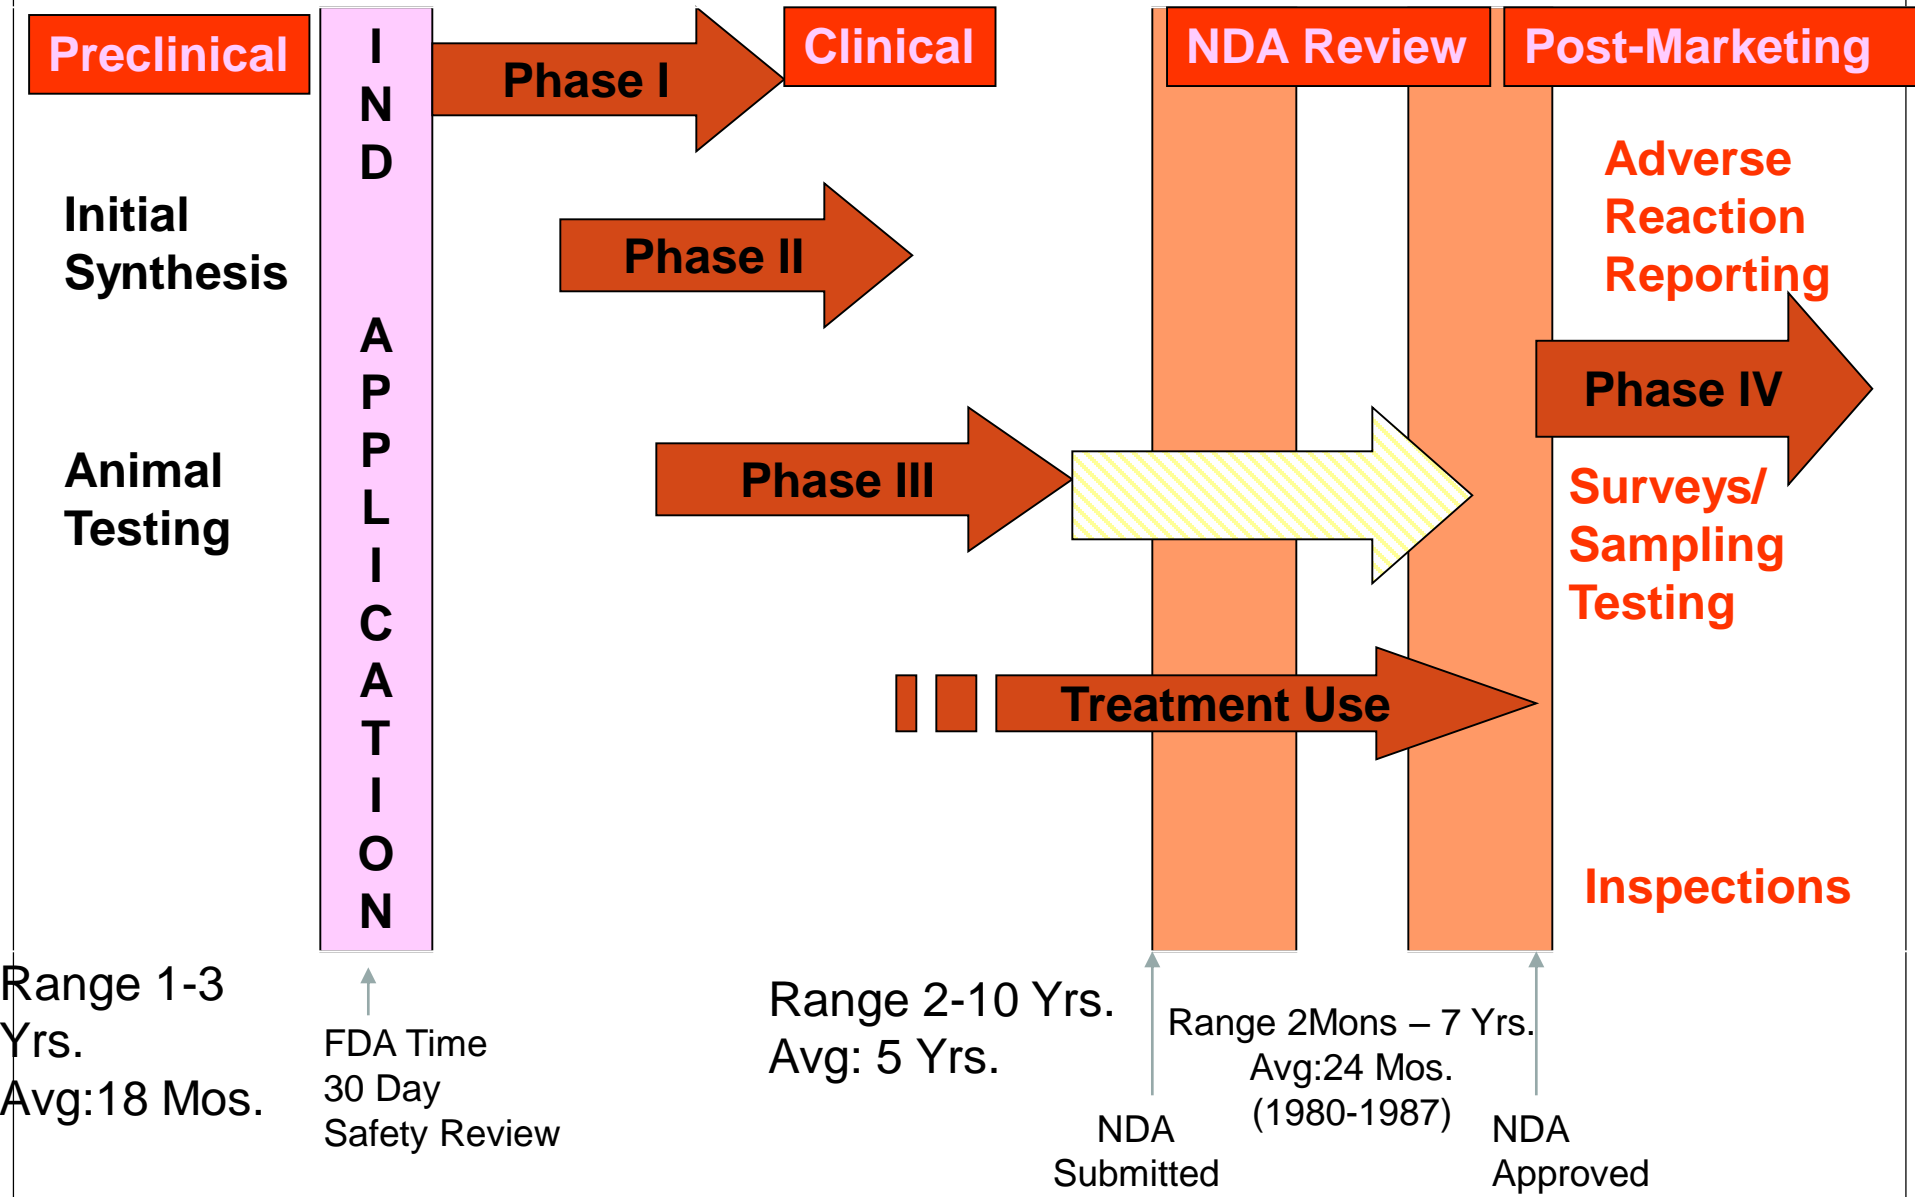 Preclinical
Clinical
NDA Review
Post-Marketing
I
N
D
A
P
P
L
I
C
A
T
I
O
N
Phase I
Initial
Synthesis
Phase II
Adverse
Reaction
Reporting
Phase IV
Animal
Testing
Phase III
Surveys/
Sampling
Testing
Treatment Use
Inspections
Range 1-3
Yrs.
Avg:18 Mos.
FDA Time
30 Day
Safety Review
Range 2-10 Yrs.
Avg: 5 Yrs.
NDA
Submitted
Range 2Mons – 7 Yrs.
Avg:24 Mos.
(1980-1987)
NDA
Approved